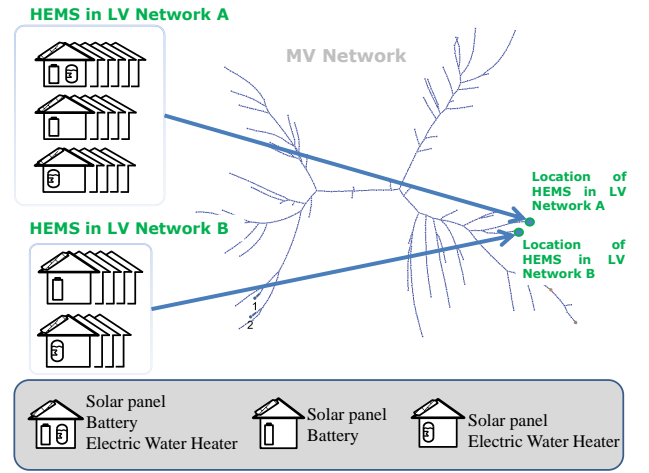 HEMS in LV Network A
MV Network
Location of
HEMS in LV
Network A
HEMS in LV Network B
Location of
HEMS in LV
Network B
1
2
Solar panel
Battery
Electric Water Heater
Solar panel
Battery
Solar panel
Electric Water Heater